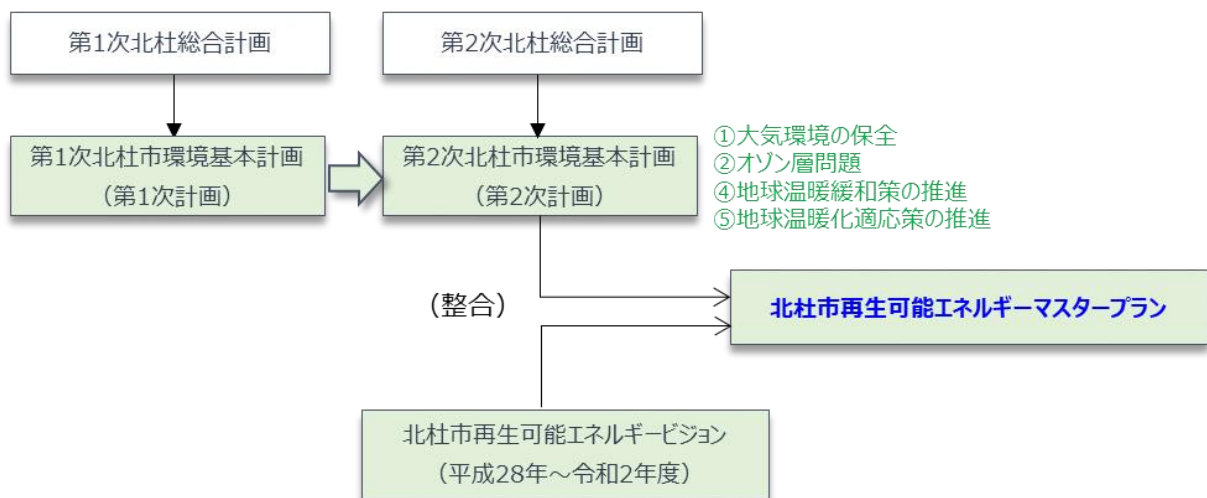 第1次北杜総合計画
第2次北杜総合計画
第1次北杜市環境基本計画
（第1次計画）
第2次北杜市環境基本計画
（第2次計画）
①大気環境の保全
②オゾン層問題
④地球温暖緩和策の推進
⑤地球温暖化適応策の推進
（整合）
北杜市再生可能エネルギーマスタープラン
北杜市再生可能エネルギービジョン
（平成28年～令和2年度）